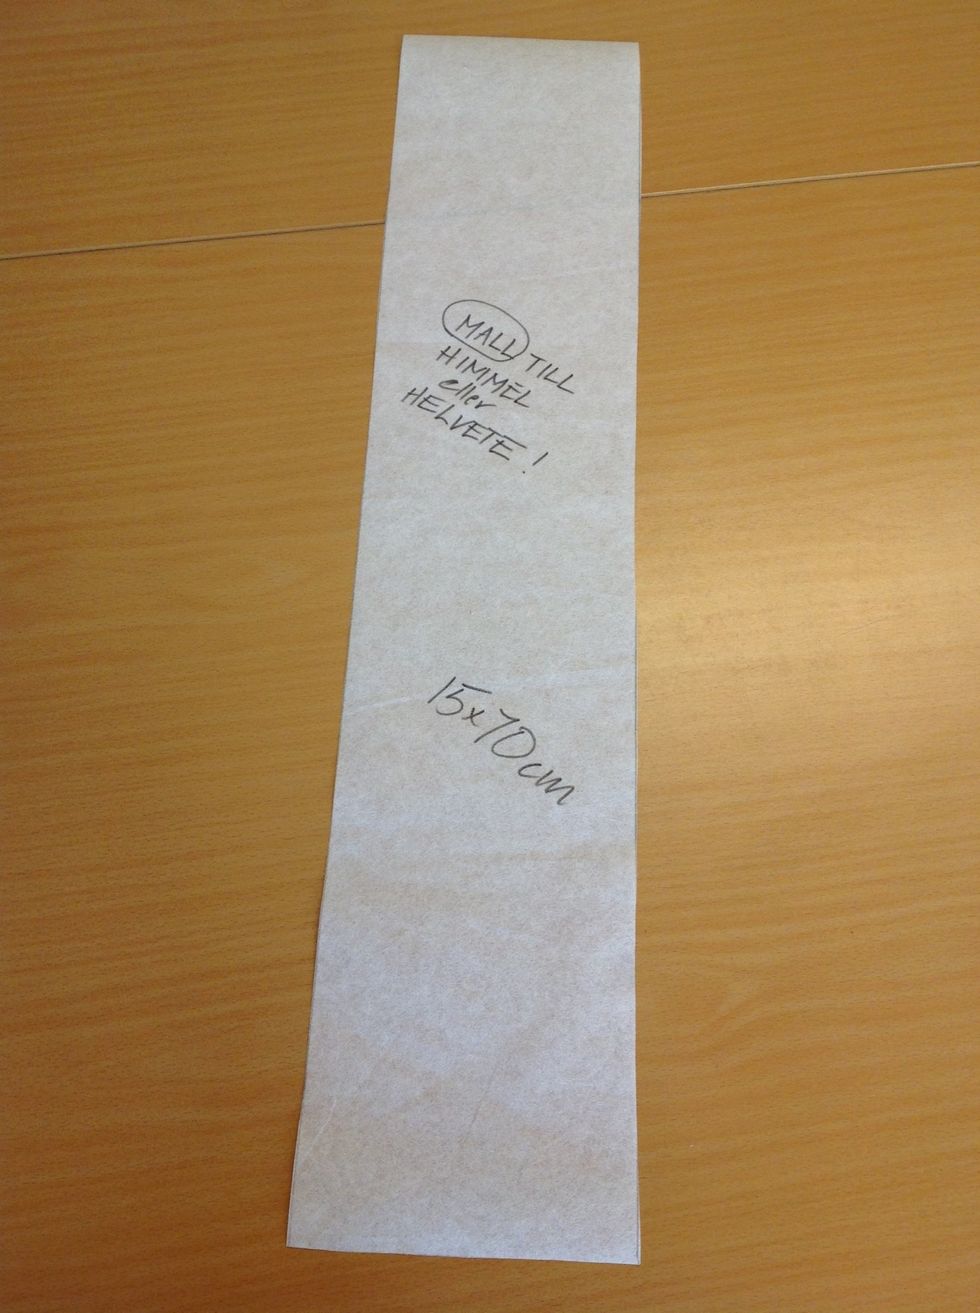 MALL TILL
HIMMEL
eller
HELVETE!
15x70cm